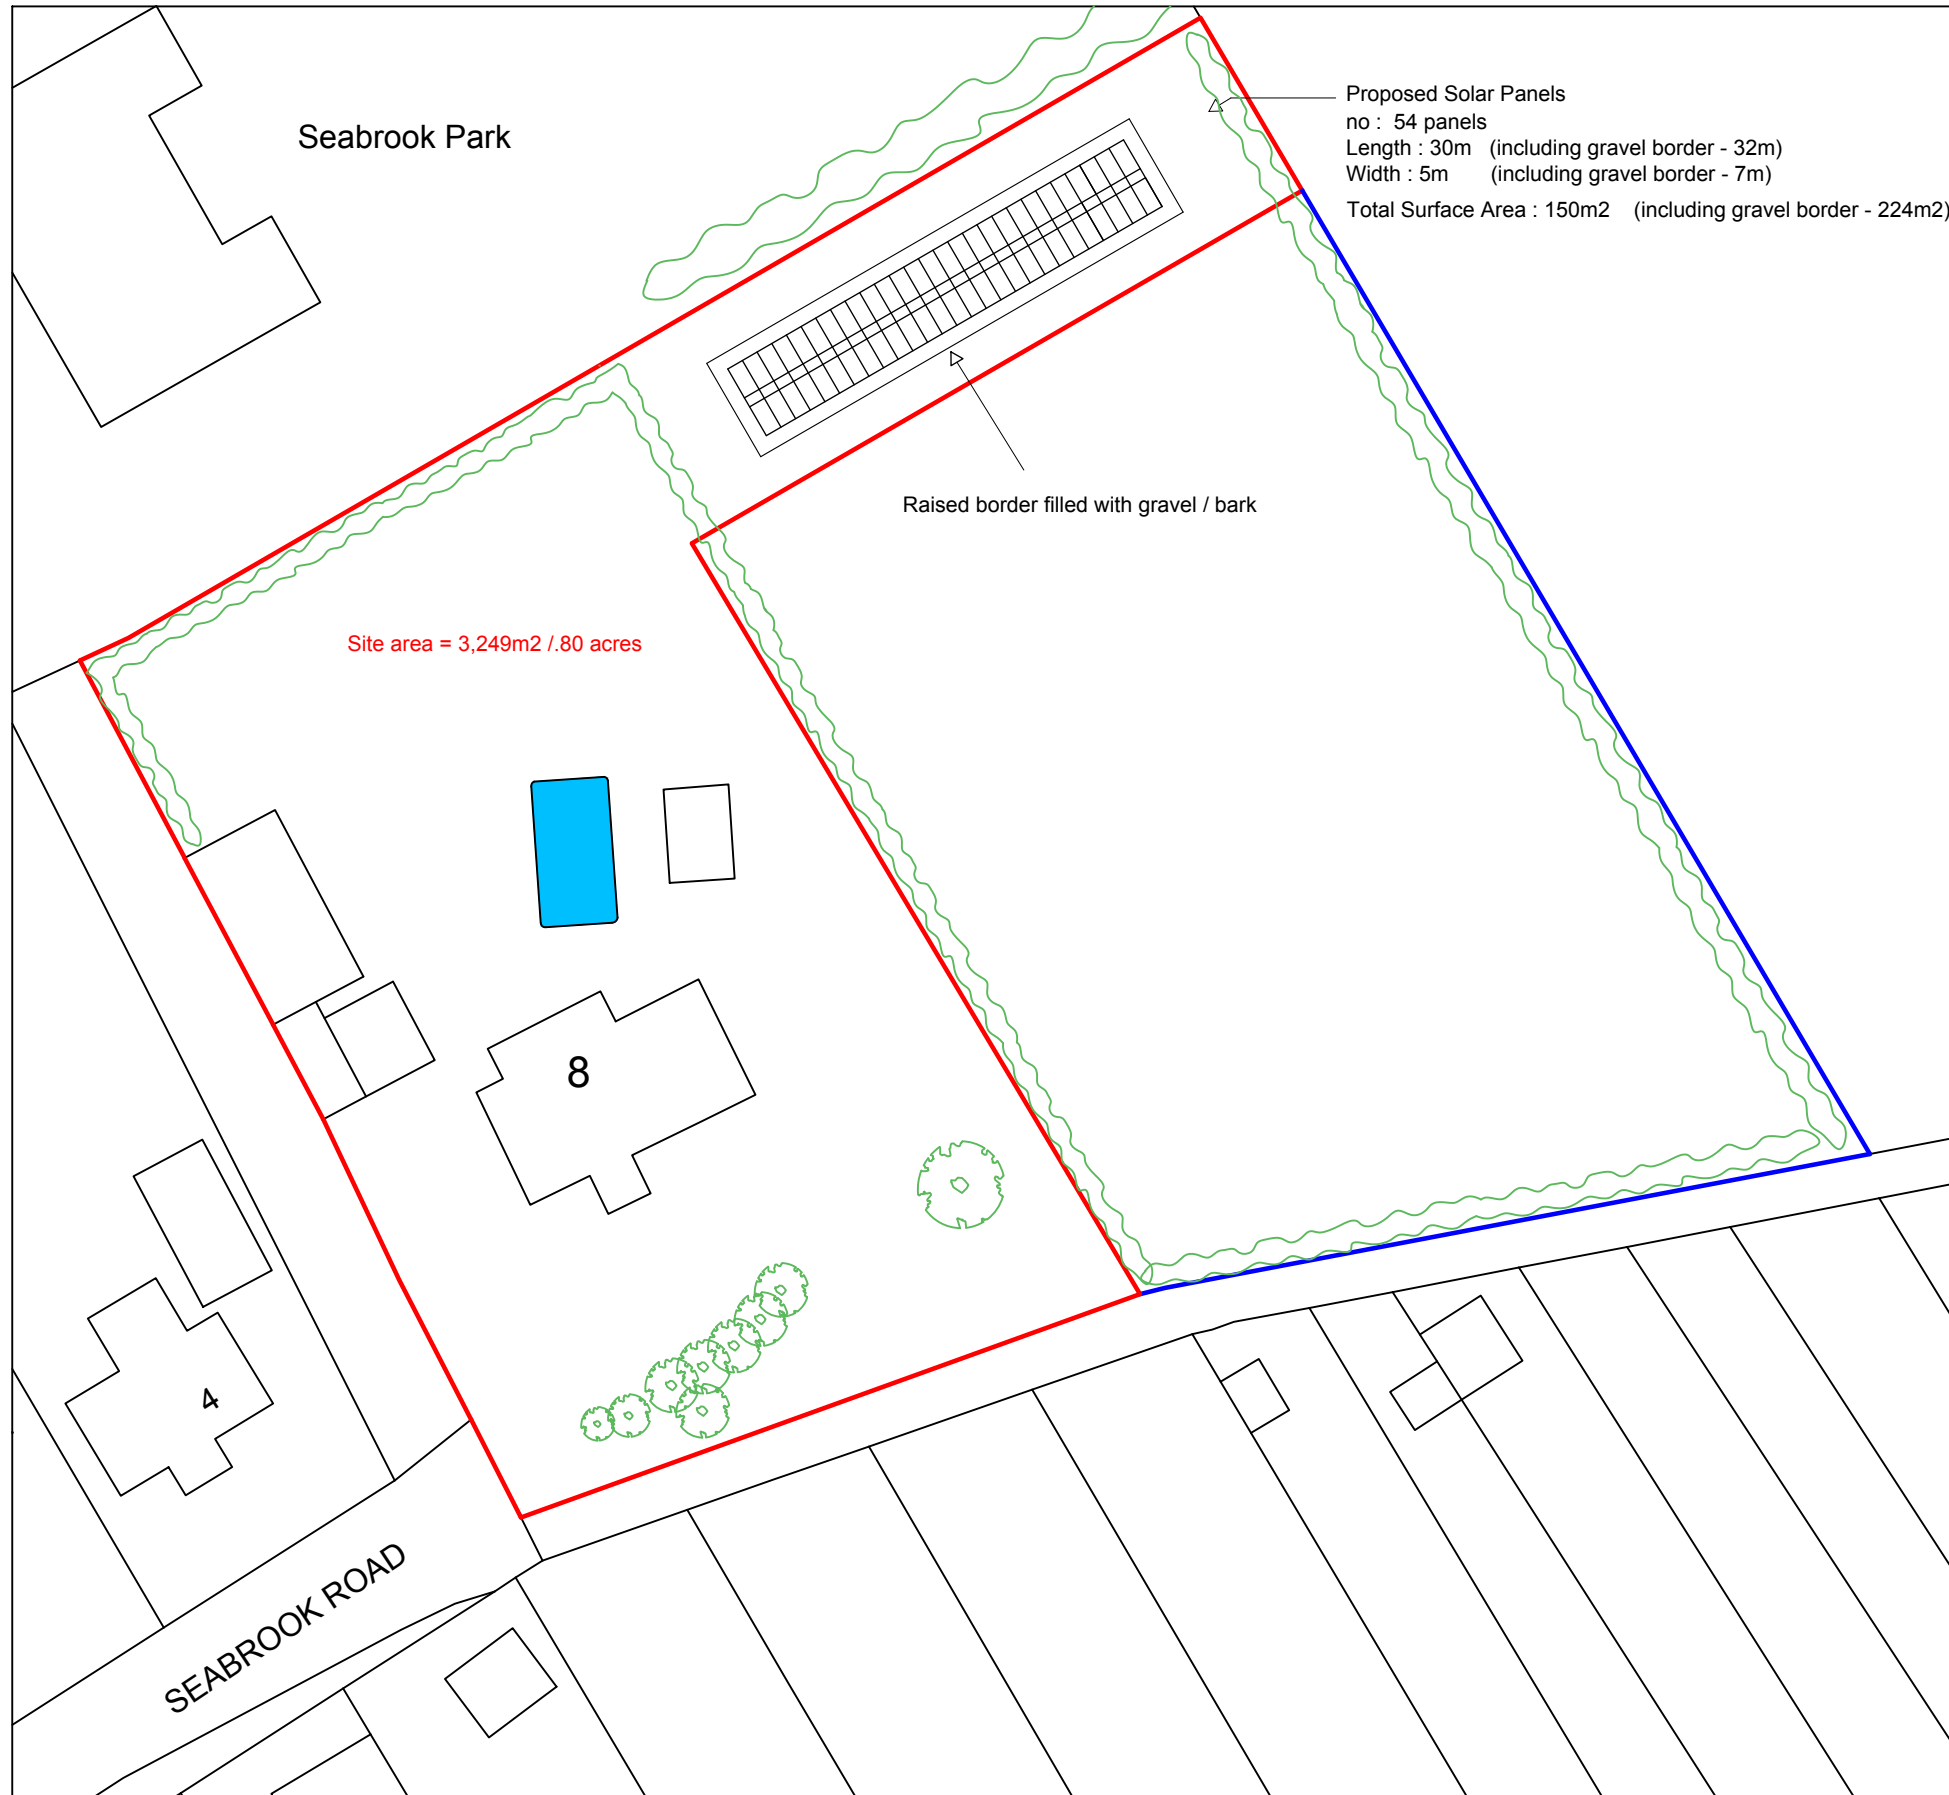 Seabrook Park
Proposed Solar Panels
no : 54 panels
Length : 30m (including gravel border - 32m)
Width : 5m (including gravel border - 7m)
Total Surface Area : 150m2 (including gravel border - 224m2)
Raised border filled with gravel / bark
Site area = 3,249m2 /.80 acres
8
4
SEABROOK ROAD